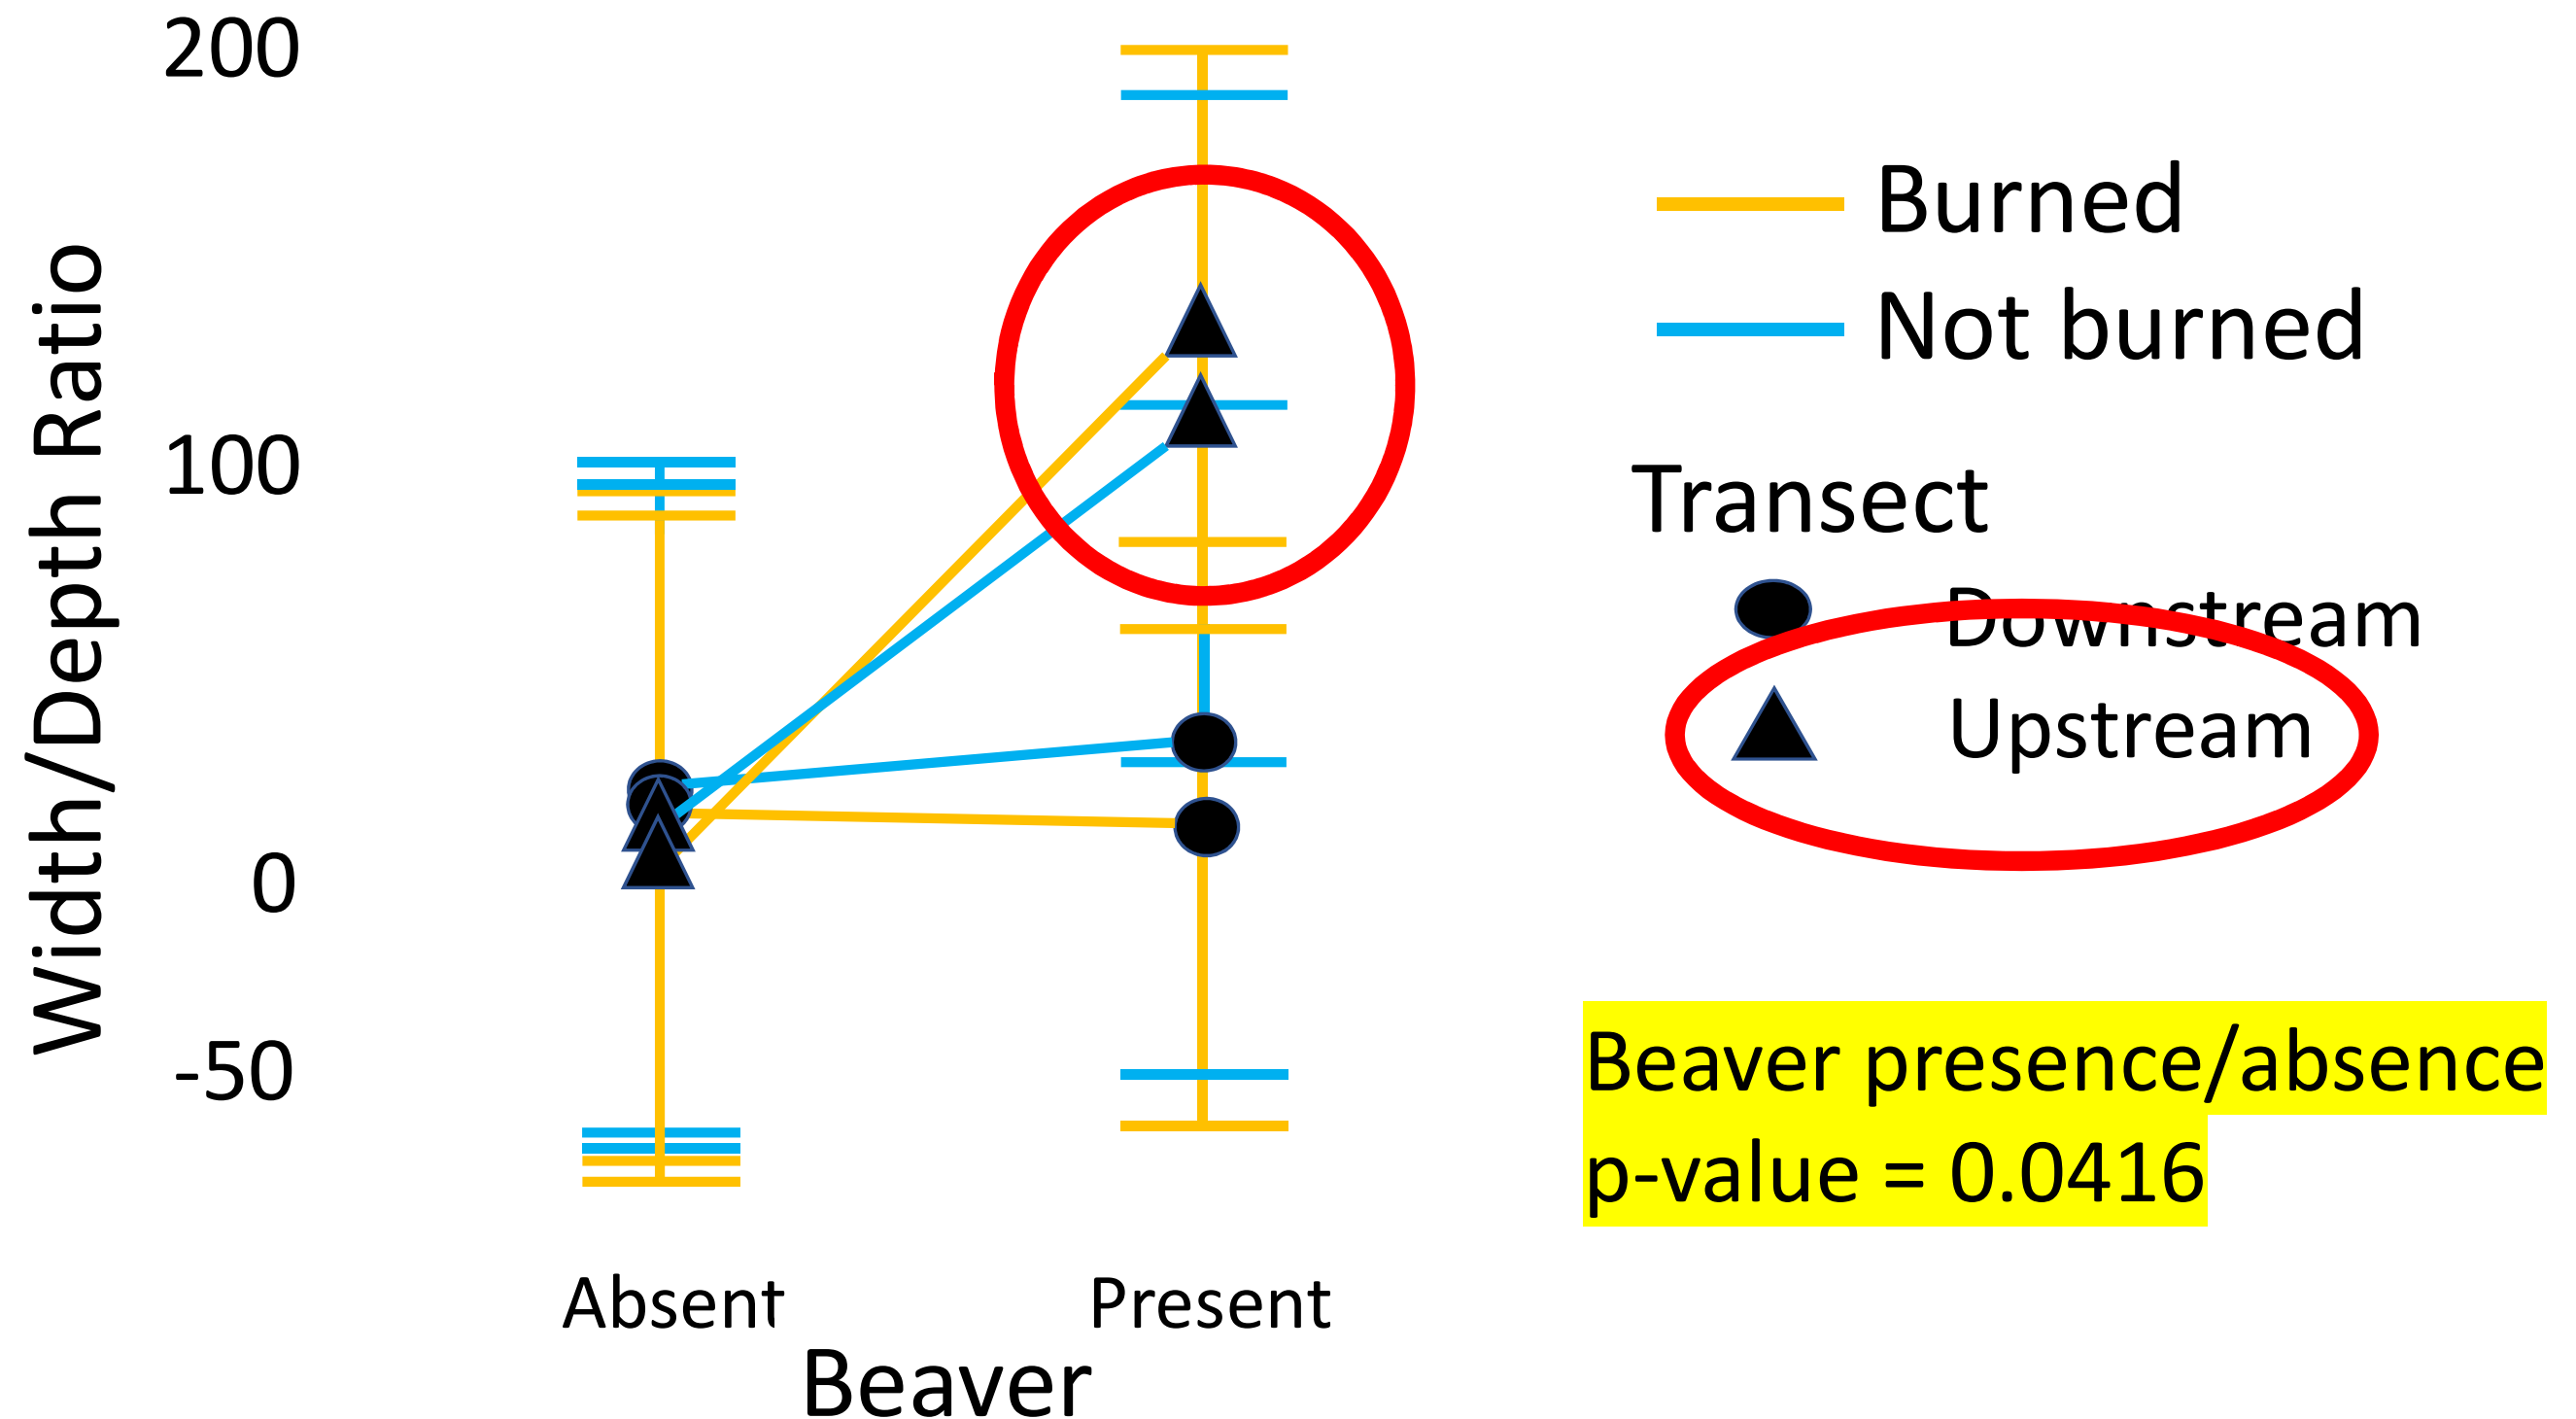 200
100
0
-50
Width/Depth Ratio
Absent
Present
Beaver
Burned
Not burned
Transect
Downstream
Upstream
Beaver presence/absence
p-value = 0.0416